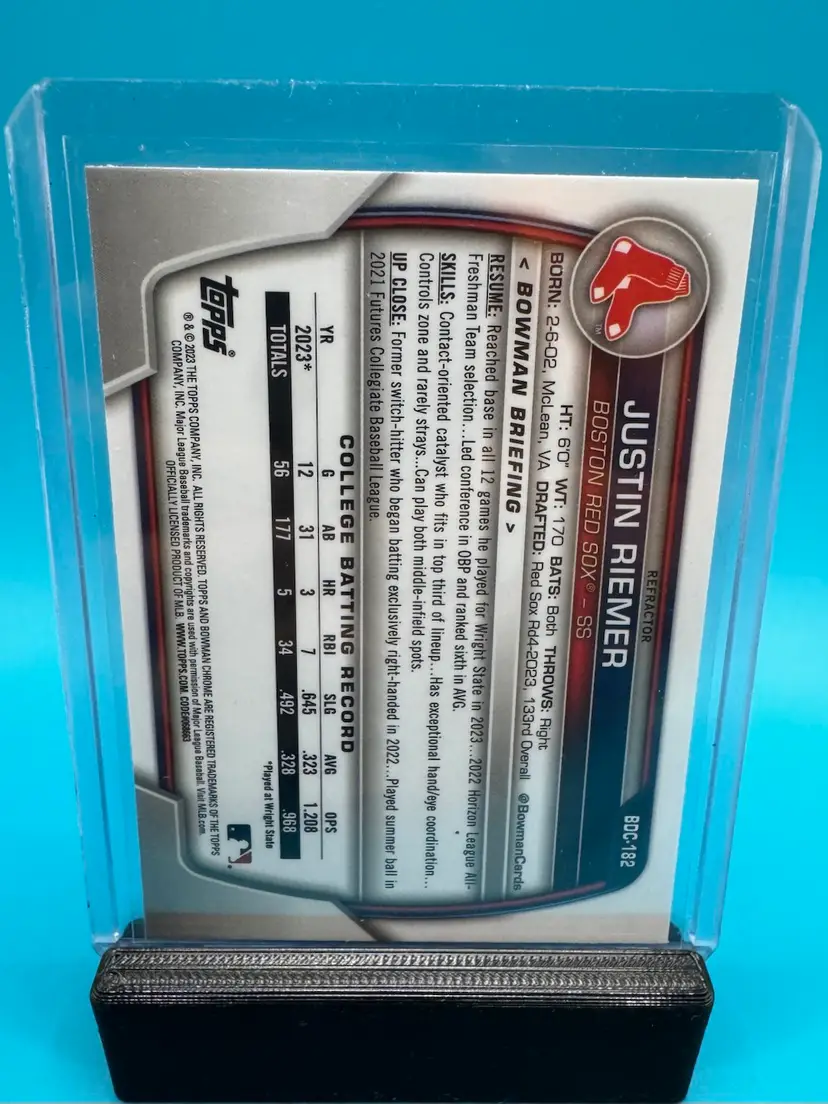 REFRACTOR
BDC-182
JUSTIN RIEMER
BOSTON RED SOX® – SS
TM
HT: 6'0" WT: 170 BATS: Both THROWS: Right
BORN: 2-6-02, McLean, VA DRAFTED: Red Sox Rd4-2023, 133rd Overall @BowmanCards
< BOWMAN BRIEFING >
RESUME: Reached base in all 12 games he played for Wright State in 2023...2022 Horizon League All-
Freshman Team selection...Led conference in OBP and ranked sixth in AVG.
SKILLS: Contact-oriented catalyst who fits in top third of lineup...Has exceptional hand/eye coordination...
Controls zone and rarely strays...Can play both middle-infield spots.
UP CLOSE: Former switch-hitter who began batting exclusively right-handed in 2022...Played summer ball in
2021 Futures Collegiate Baseball League.
COLLEGE BATTING RECORD
YR G AB HR RBI SLG AVG OPS
2023* 12 31 3 7 .645 .323 1.208
TOTALS 56 177 5 34 .492 .328 .968
*Played at Wright State
topps®
® & © 2023 THE TOPPS COMPANY, INC. ALL RIGHTS RESERVED. TOPPS AND BOWMAN CHROME ARE REGISTERED TRADEMARKS OF THE TOPPS
COMPANY, INC. Major League Baseball trademarks and copyrights are used with permission of Major League Baseball. Visit MLB.com
OFFICIALLY LICENSED PRODUCT OF MLB. WWW.TOPPS.COM. CODE#068663